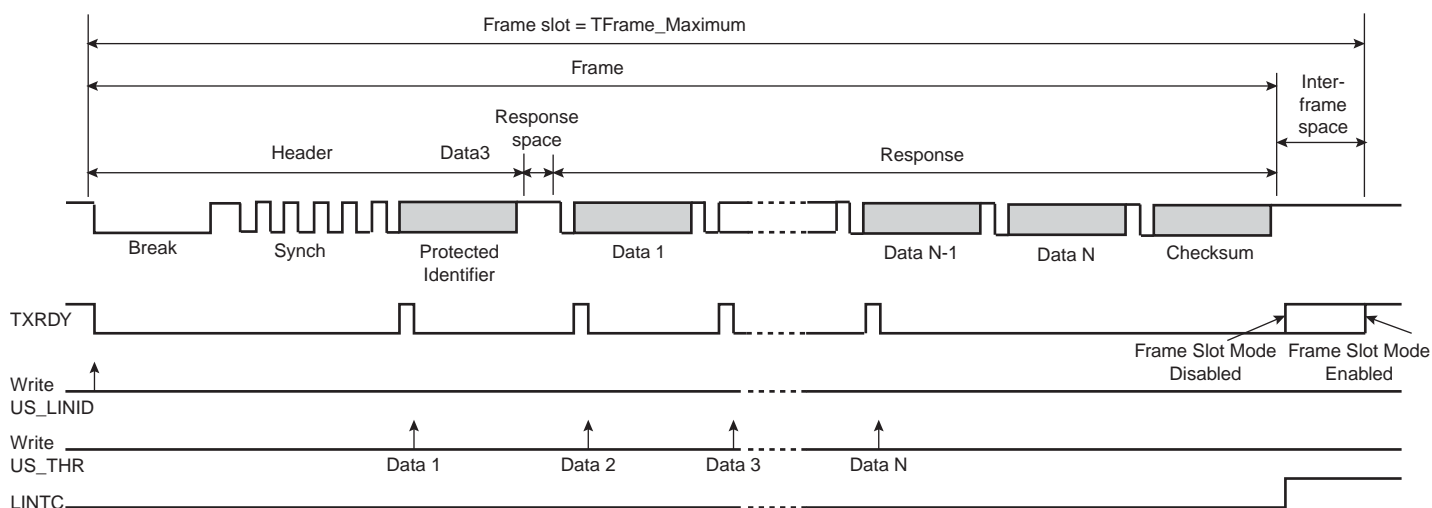 Frame slot = TFrame_Maximum
Frame
Inter-
frame
space
Response
space
Header
Data3
Response
Break
Synch
Protected
Identifier
Data 1
Data N-1
Data N
Checksum
TXRDY
Frame Slot Mode
Disabled
Frame Slot Mode
Enabled
Write
US_LINID
Write
US_THR
Data 1
Data 2
Data 3
Data N
LINTC